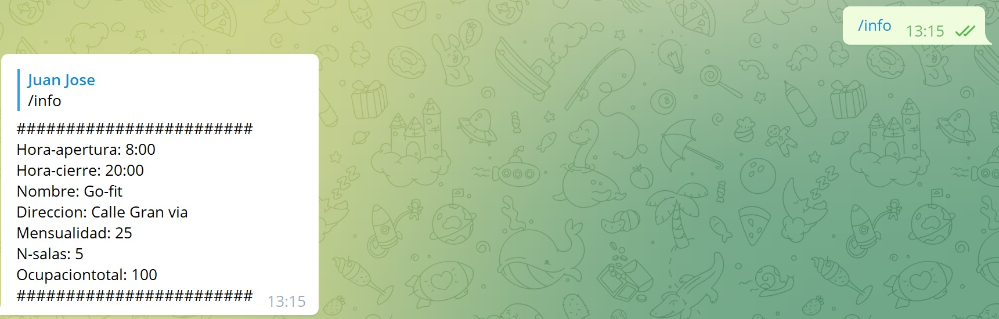 /info 13:15
Juan Jose
/info
########################
Hora-apertura: 8:00
Hora-cierre: 20:00
Nombre: Go-fit
Direccion: Calle Gran via
Mensualidad: 25
N-salas: 5
Ocupaciontotal: 100
######################## 13:15